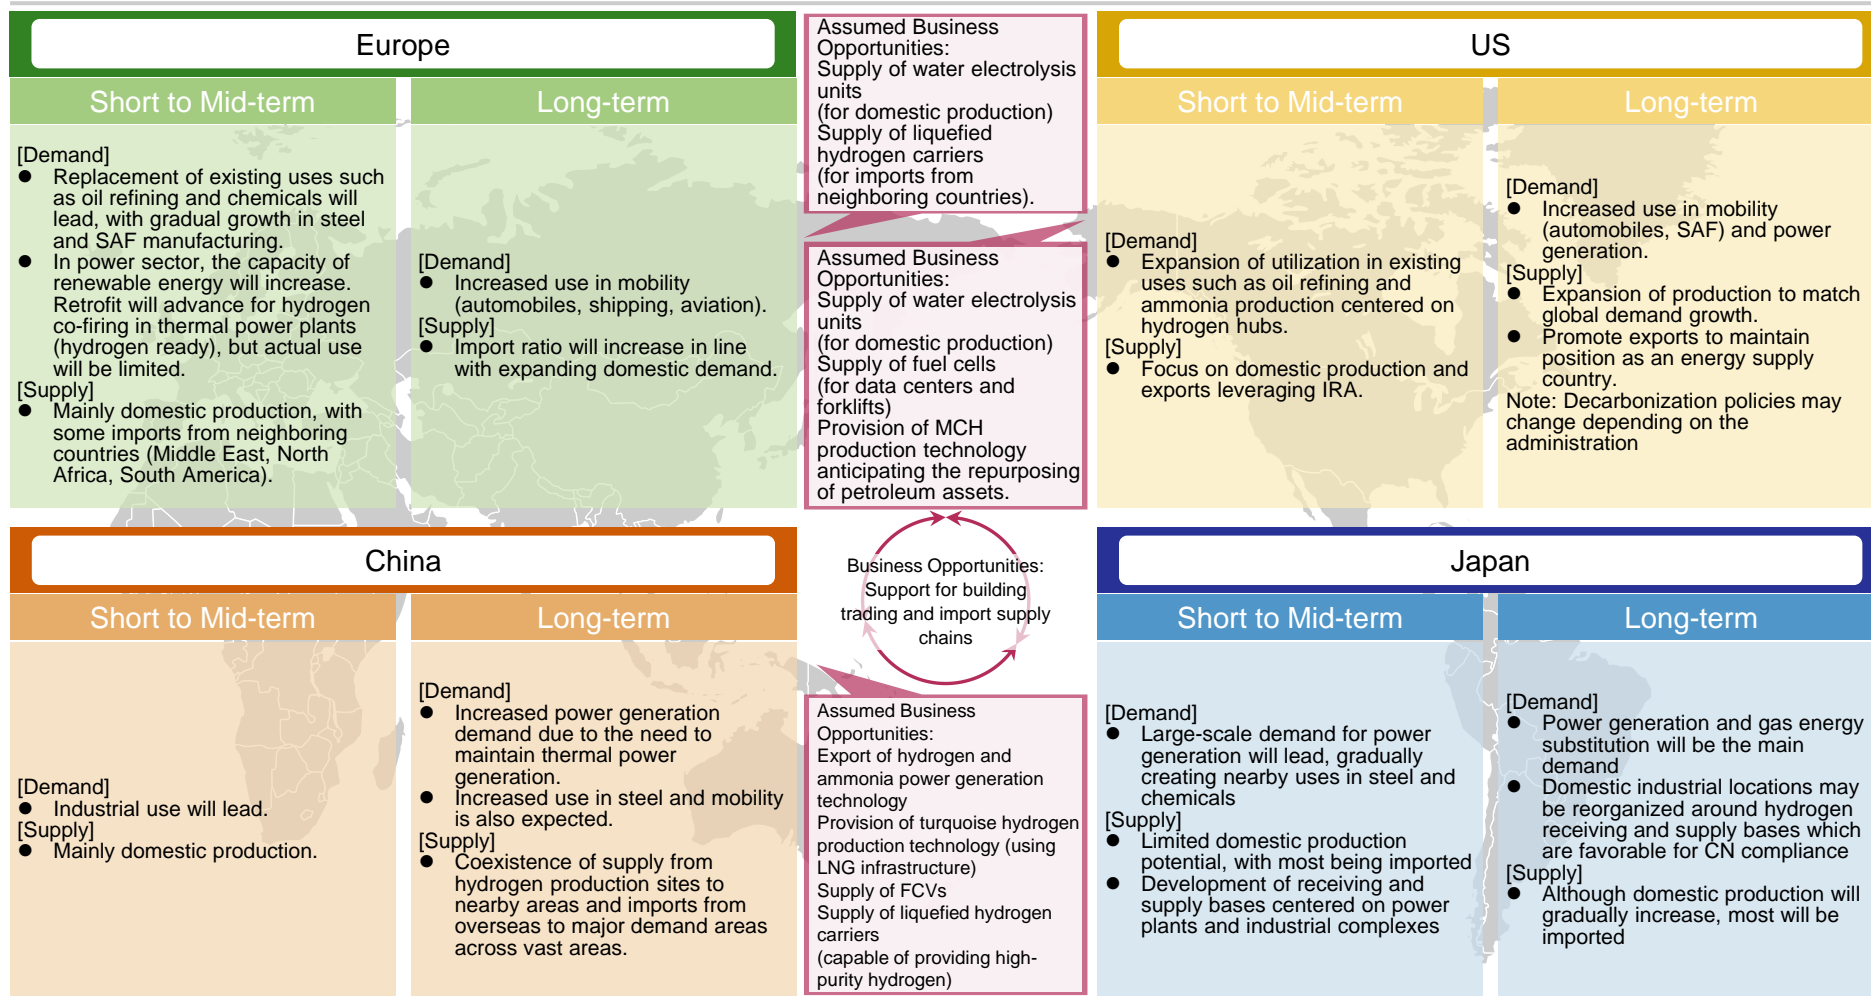 Europe
Short to Mid-term
[Demand]
● Replacement of existing uses such
as oil refining and chemicals will
lead, with gradual growth in steel
and SAF manufacturing.
● In power sector, the capacity of
renewable energy will increase.
Retrofit will advance for hydrogen
co-firing in thermal power plants
(hydrogen ready), but actual use
will be limited.
[Supply]
● Mainly domestic production, with
some imports from neighboring
countries (Middle East, North
Africa, South America).
Long-term
[Demand]
● Increased use in mobility
(automobiles, shipping, aviation).
[Supply]
● Import ratio will increase in line
with expanding domestic demand.
Assumed Business
Opportunities:
Supply of water electrolysis
units
(for domestic production)
Supply of liquefied
hydrogen carriers
(for imports from
neighboring countries).
Assumed Business
Opportunities:
Supply of water electrolysis
units
(for domestic production)
Supply of fuel cells
(for data centers and
forklifts)
Provision of MCH
production technology
anticipating the repurposing
of petroleum assets.
US
Short to Mid-term
[Demand]
● Expansion of utilization in existing
uses such as oil refining and
ammonia production centered on
hydrogen hubs.
[Supply]
● Focus on domestic production and
exports leveraging IRA.
Long-term
[Demand]
● Increased use in mobility
(automobiles, SAF) and power
generation.
[Supply]
● Expansion of production to match
global demand growth.
● Promote exports to maintain
position as an energy supply
country.
Note: Decarbonization policies may
change depending on the
administration
China
Short to Mid-term
[Demand]
● Industrial use will lead.
[Supply]
● Mainly domestic production.
Long-term
[Demand]
● Increased power generation
demand due to the need to
maintain thermal power
generation.
● Increased use in steel and mobility
is also expected.
[Supply]
● Coexistence of supply from
hydrogen production sites to
nearby areas and imports from
overseas to major demand areas
across vast areas.
Business Opportunities:
Support for building
trading and import supply
chains
Assumed Business
Opportunities:
Export of hydrogen and
ammonia power generation
technology
Provision of turquoise hydrogen
production technology (using
LNG infrastructure)
Supply of FCVs
Supply of liquefied hydrogen
carriers
(capable of providing high-
purity hydrogen)
Japan
Short to Mid-term
[Demand]
● Large-scale demand for power
generation will lead, gradually
creating nearby uses in steel and
chemicals
[Supply]
● Limited domestic production
potential, with most being imported
● Development of receiving and
supply bases centered on power
plants and industrial complexes
Long-term
[Demand]
● Power generation and gas energy
substitution will be the main
demand
● Domestic industrial locations may
be reorganized around hydrogen
receiving and supply bases which
are favorable for CN compliance
[Supply]
● Although domestic production will
gradually increase, most will be
imported